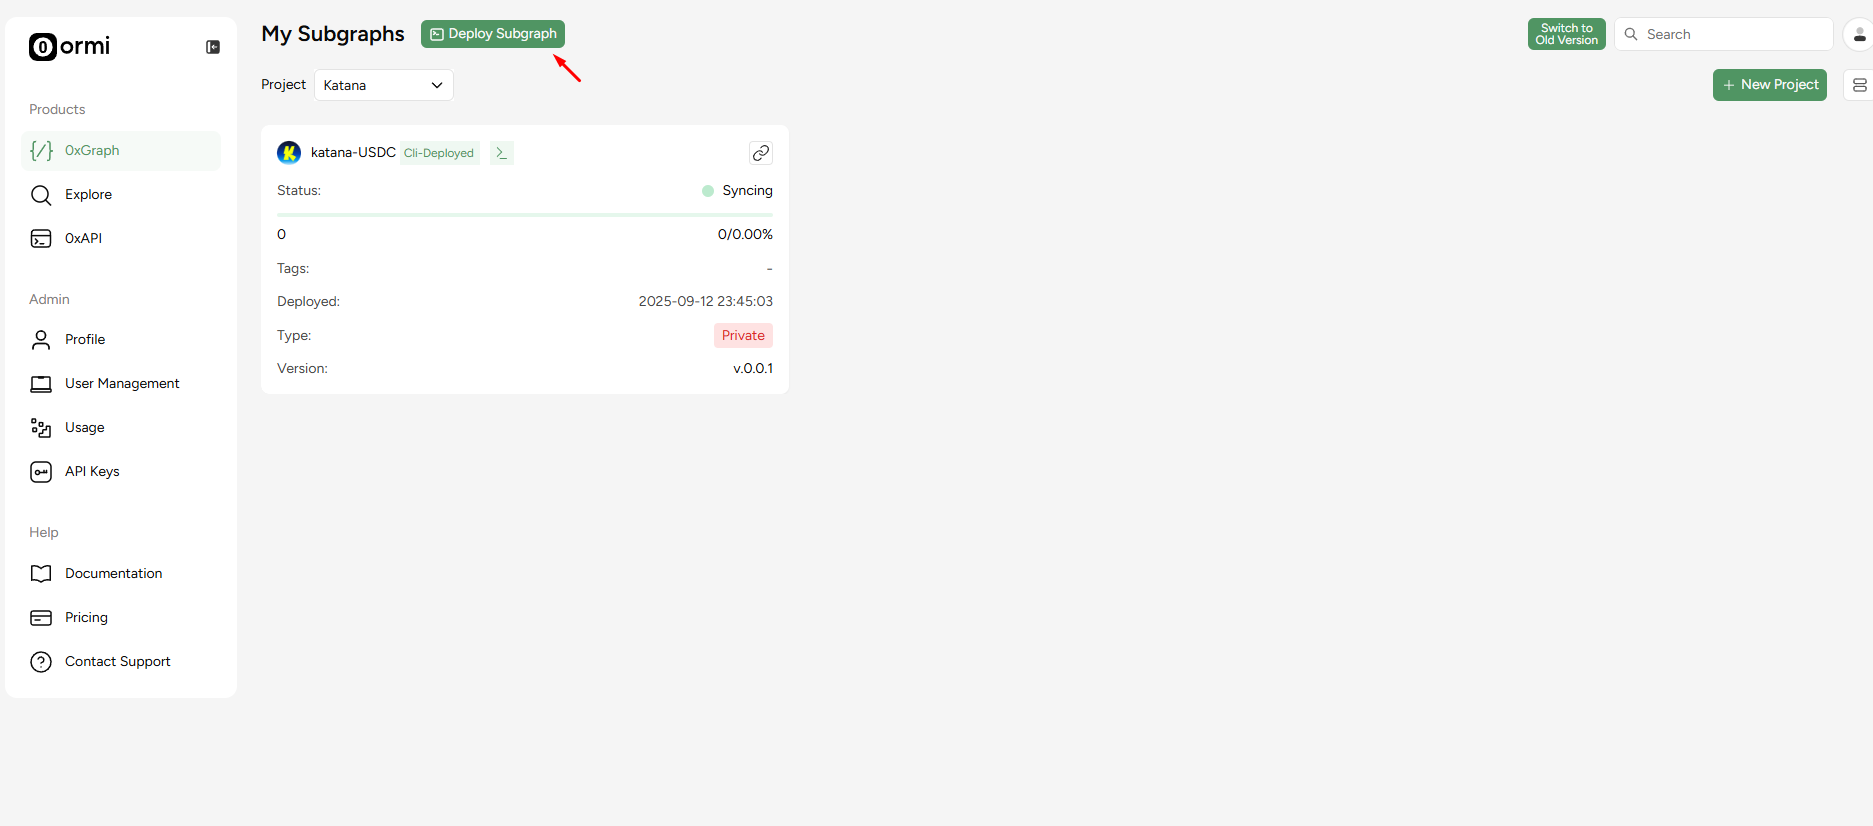 ormi
My Subgraphs
Deploy Subgraph
Switch to
Old Version
Search
Project
Katana
New Project
Products
0xGraph
Explore
0xAPI
Admin
Profile
User Management
Usage
API Keys
Help
Documentation
Pricing
Contact Support
katana-USDC Cli-Deployed
Status: Syncing
0 0/0.00%
Tags: -
Deployed: 2025-09-12 23:45:03
Type: Private
Version: v.0.0.1